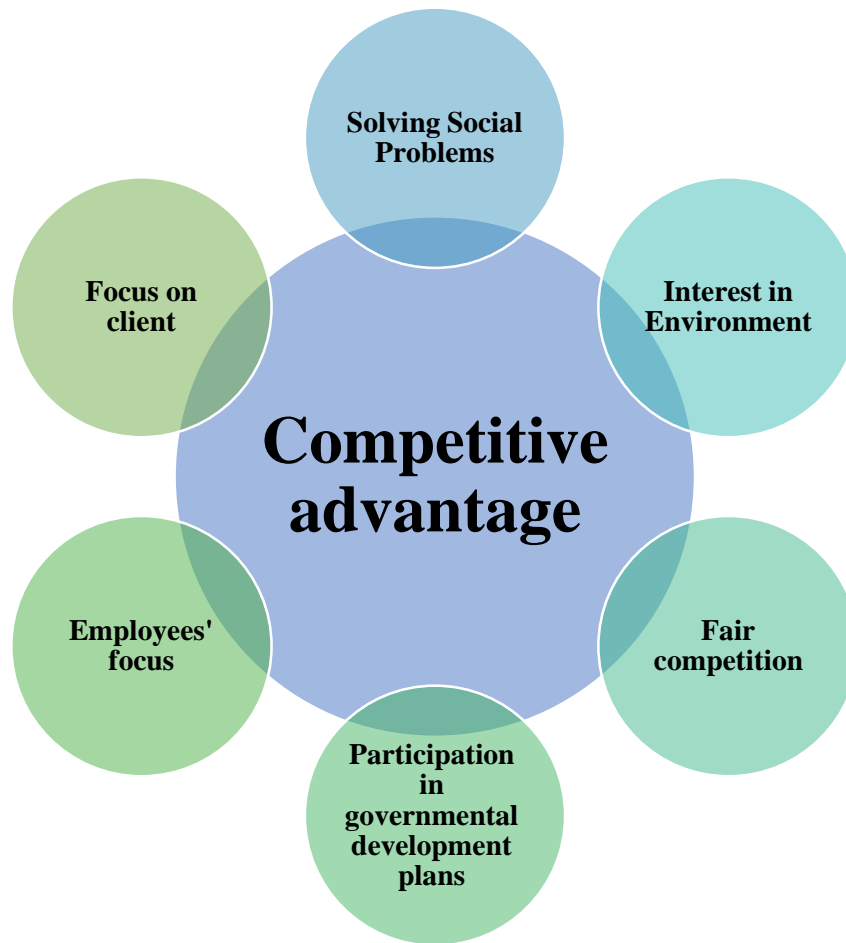 Solving Social
Problems
Interest in
Environment
Fair
competition
Participation
in
governmental
development
plans
Employees'
focus
Focus on
client
Competitive
advantage